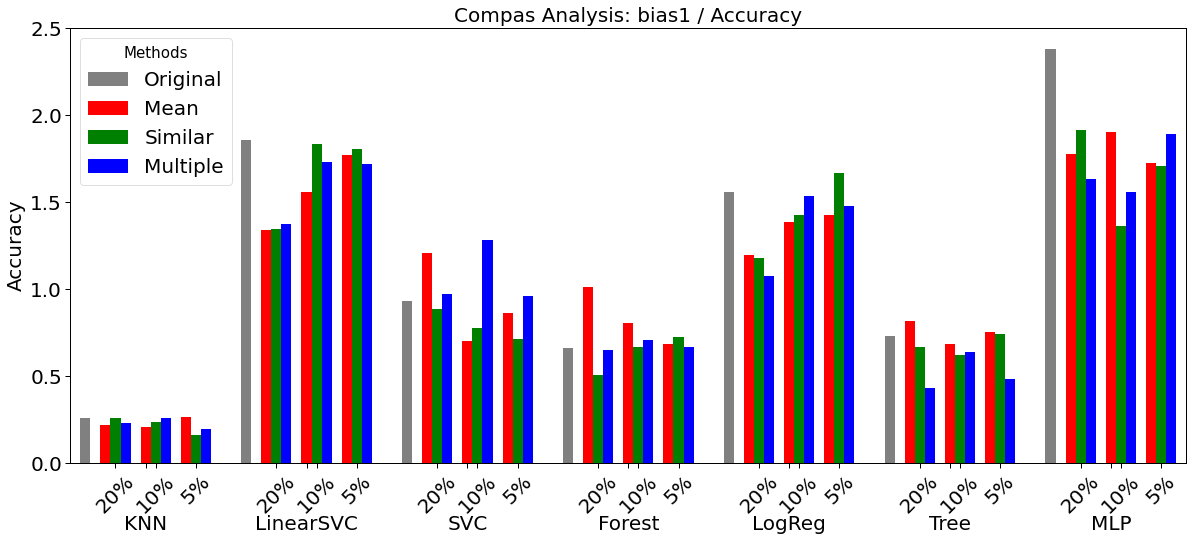 Compas Analysis: bias1 / Accuracy
2.5
2.0
1.5
1.0
0.5
0.0
Accuracy
Methods
Original
Mean
Similar
Multiple
20% 10% 5% 20% 10% 5% 20% 10% 5% 20% 10% 5% 20% 10% 5% 20% 10% 5% 20% 10% 5%
KNN LinearSVC SVC Forest LogReg Tree MLP